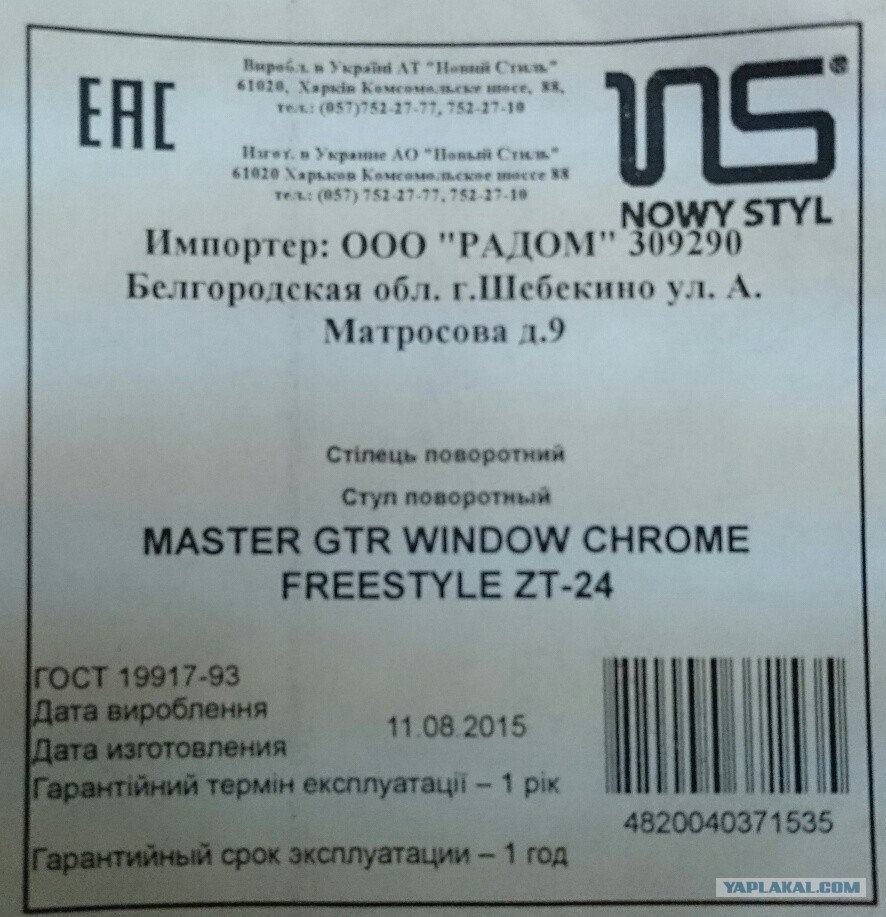 EAC
Виробл. в Україні АТ "Новий Стиль"
61020, Харків Комсомольске шосе, 88,
тел.: (057)752-27-77, 752-27-10
Изгот. в Украине АО "Новый Стиль"
61020 Харьков Комсомольское шоссе 88
тел.: (057) 752-27-77, 752-27-10
ns®
NOWY STYL
Импортер: ООО "РАДОМ" 309290
Белгородская обл. г.Шебекино ул. А.
Матросова д.9
Стілець поворотний
Стул поворотный
MASTER GTR WINDOW CHROME
FREESTYLE ZT-24
ГОСТ 19917-93
Дата вироблення
11.08.2015
Дата изготовления
Гарантійний термін експлуатації – 1 рік
Гарантийный срок эксплуатации – 1 год
4820040371535
YAPLAKAL.COM